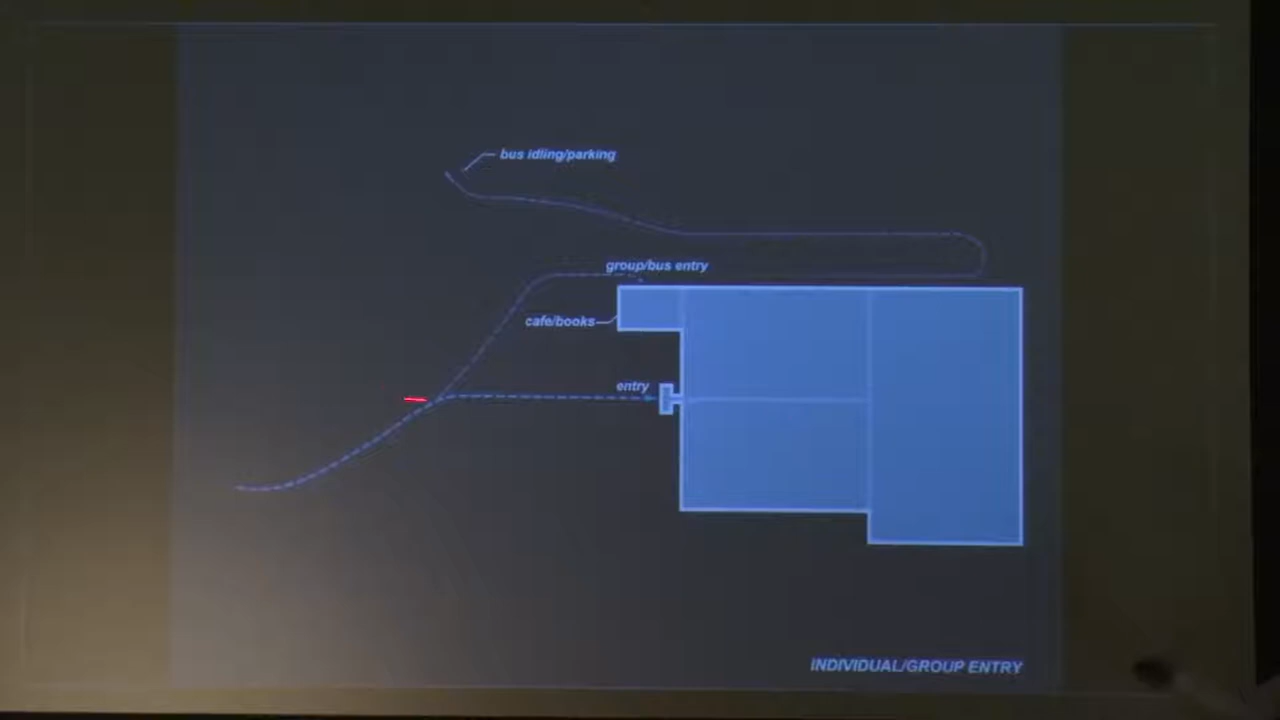 bus idling/parking
group/bus entry
cafe/books
entry
INDIVIDUAL/GROUP ENTRY